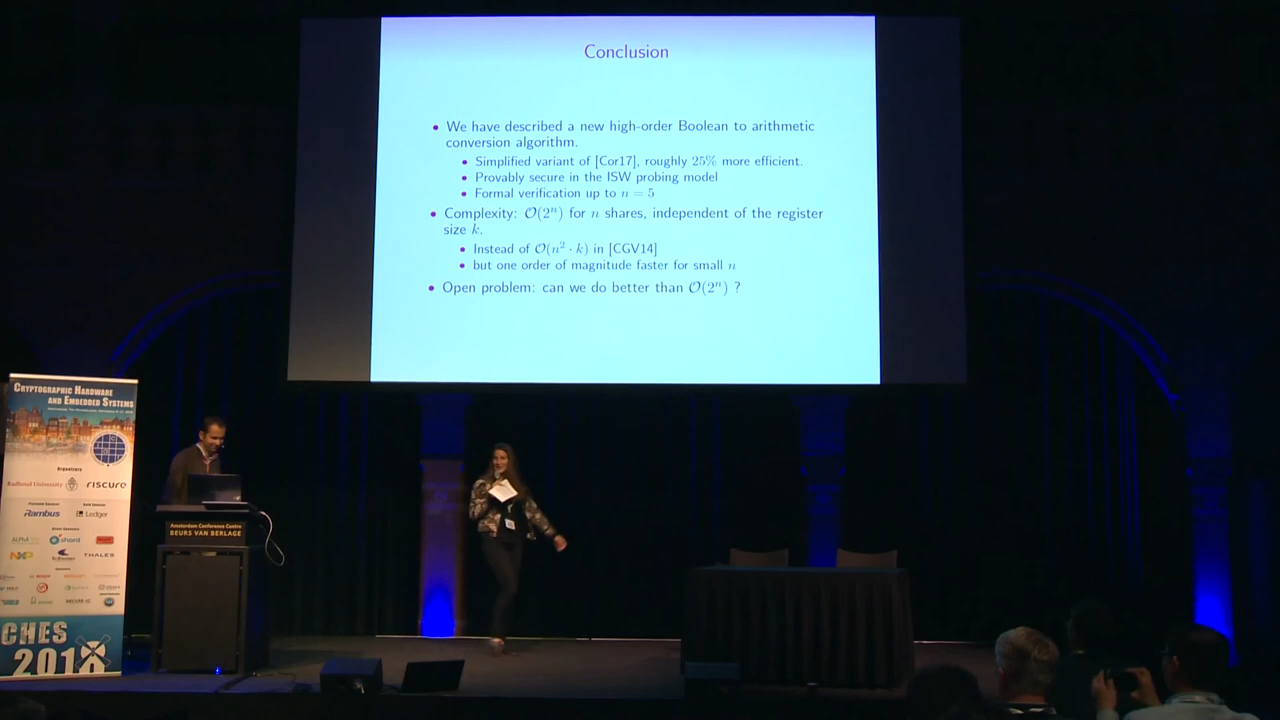 Conclusion
• We have described a new high-order Boolean to arithmetic
conversion algorithm.
• Simplified variant of [Cor17], roughly 25% more efficient.
• Provably secure in the ISW probing model
• Formal verification up to n = 5
• Complexity: O(2ⁿ) for n shares, independent of the register
size k.
• Instead of O(n² · k) in [CGV14]
• but one order of magnitude faster for small n
• Open problem: can we do better than O(2ⁿ) ?
Cryptographic Hardware
and Embedded Systems
Organizers
Radboud University
riscure
Rambus
Ledger
NXP
THALES
CHES
2018
Amsterdam Conference Centre
BEURS VAN BERLAGE